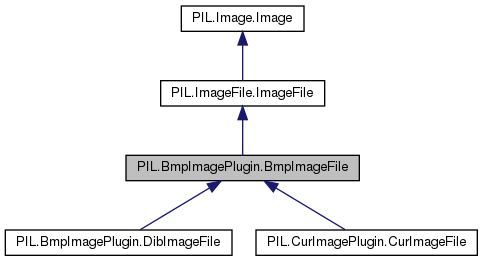 PIL.Image.Image
PIL.ImageFile.ImageFile
PIL.BmpImagePlugin.BmpImageFile
PIL.BmpImagePlugin.DibImageFile
PIL.CurImagePlugin.CurImageFile